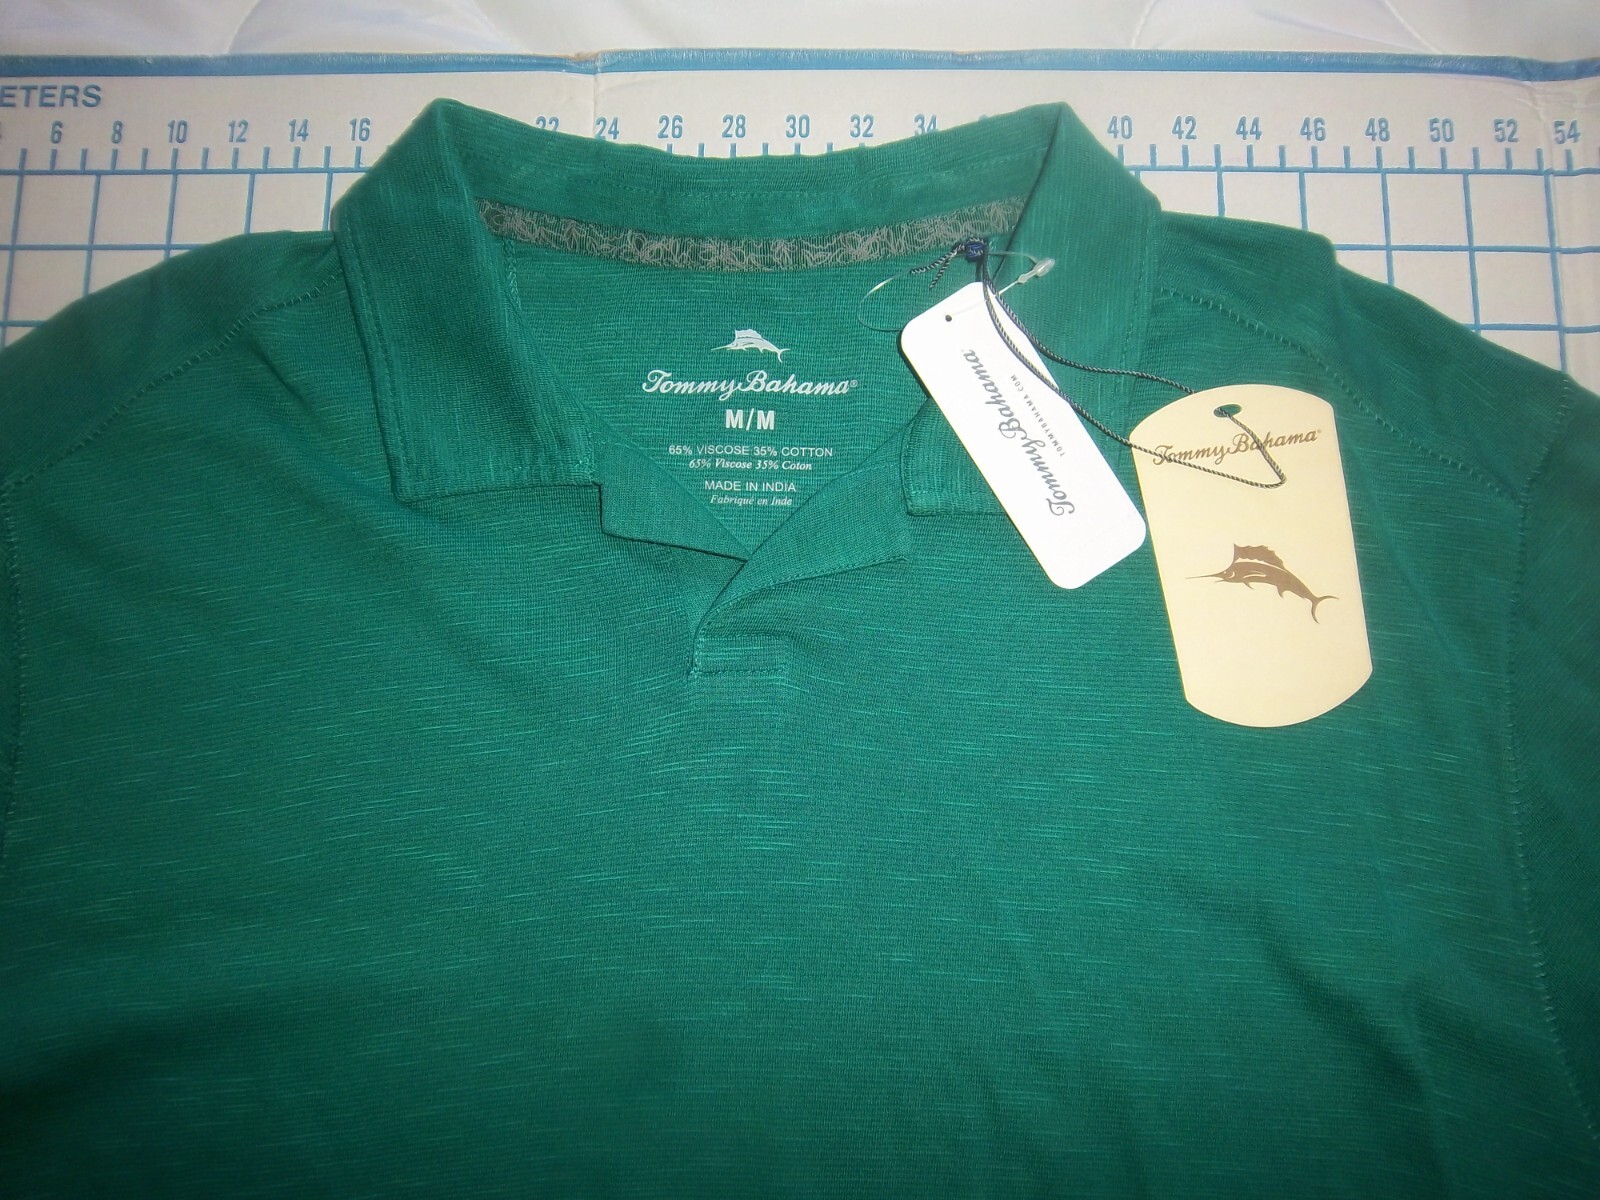 ETERS
6 8 10 12 14 16 22 24 26 28 30 32 34 40 42 44 46 48 50 52 54
Tommy Bahama®
M/M
65% VISCOSE 35% COTTON
65% Viscose 35% Coton
MADE IN INDIA
Fabriqué en Inde
Tommy Bahama®
TOMMYBAHAMA.COM
Tommy Bahama®